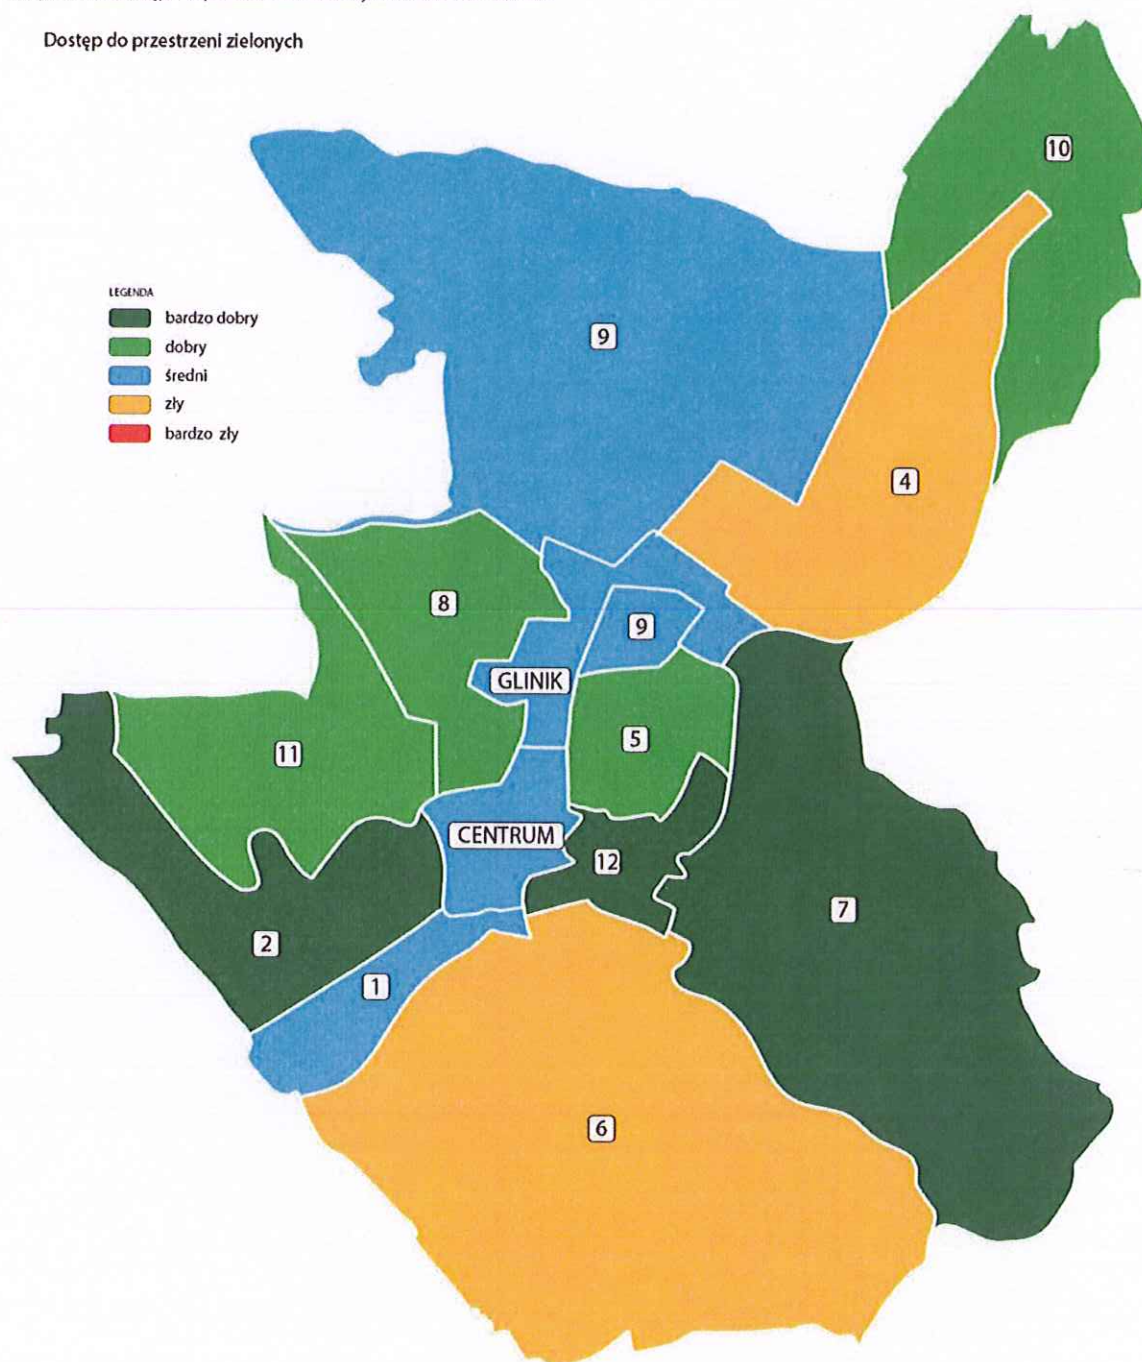 Dostęp do przestrzeni zielonych
10
LEGENDA
bardzo dobry
dobry
średni
zły
bardzo zły
9
4
8
9
GLINIK
5
11
CENTRUM
12
7
2
1
6